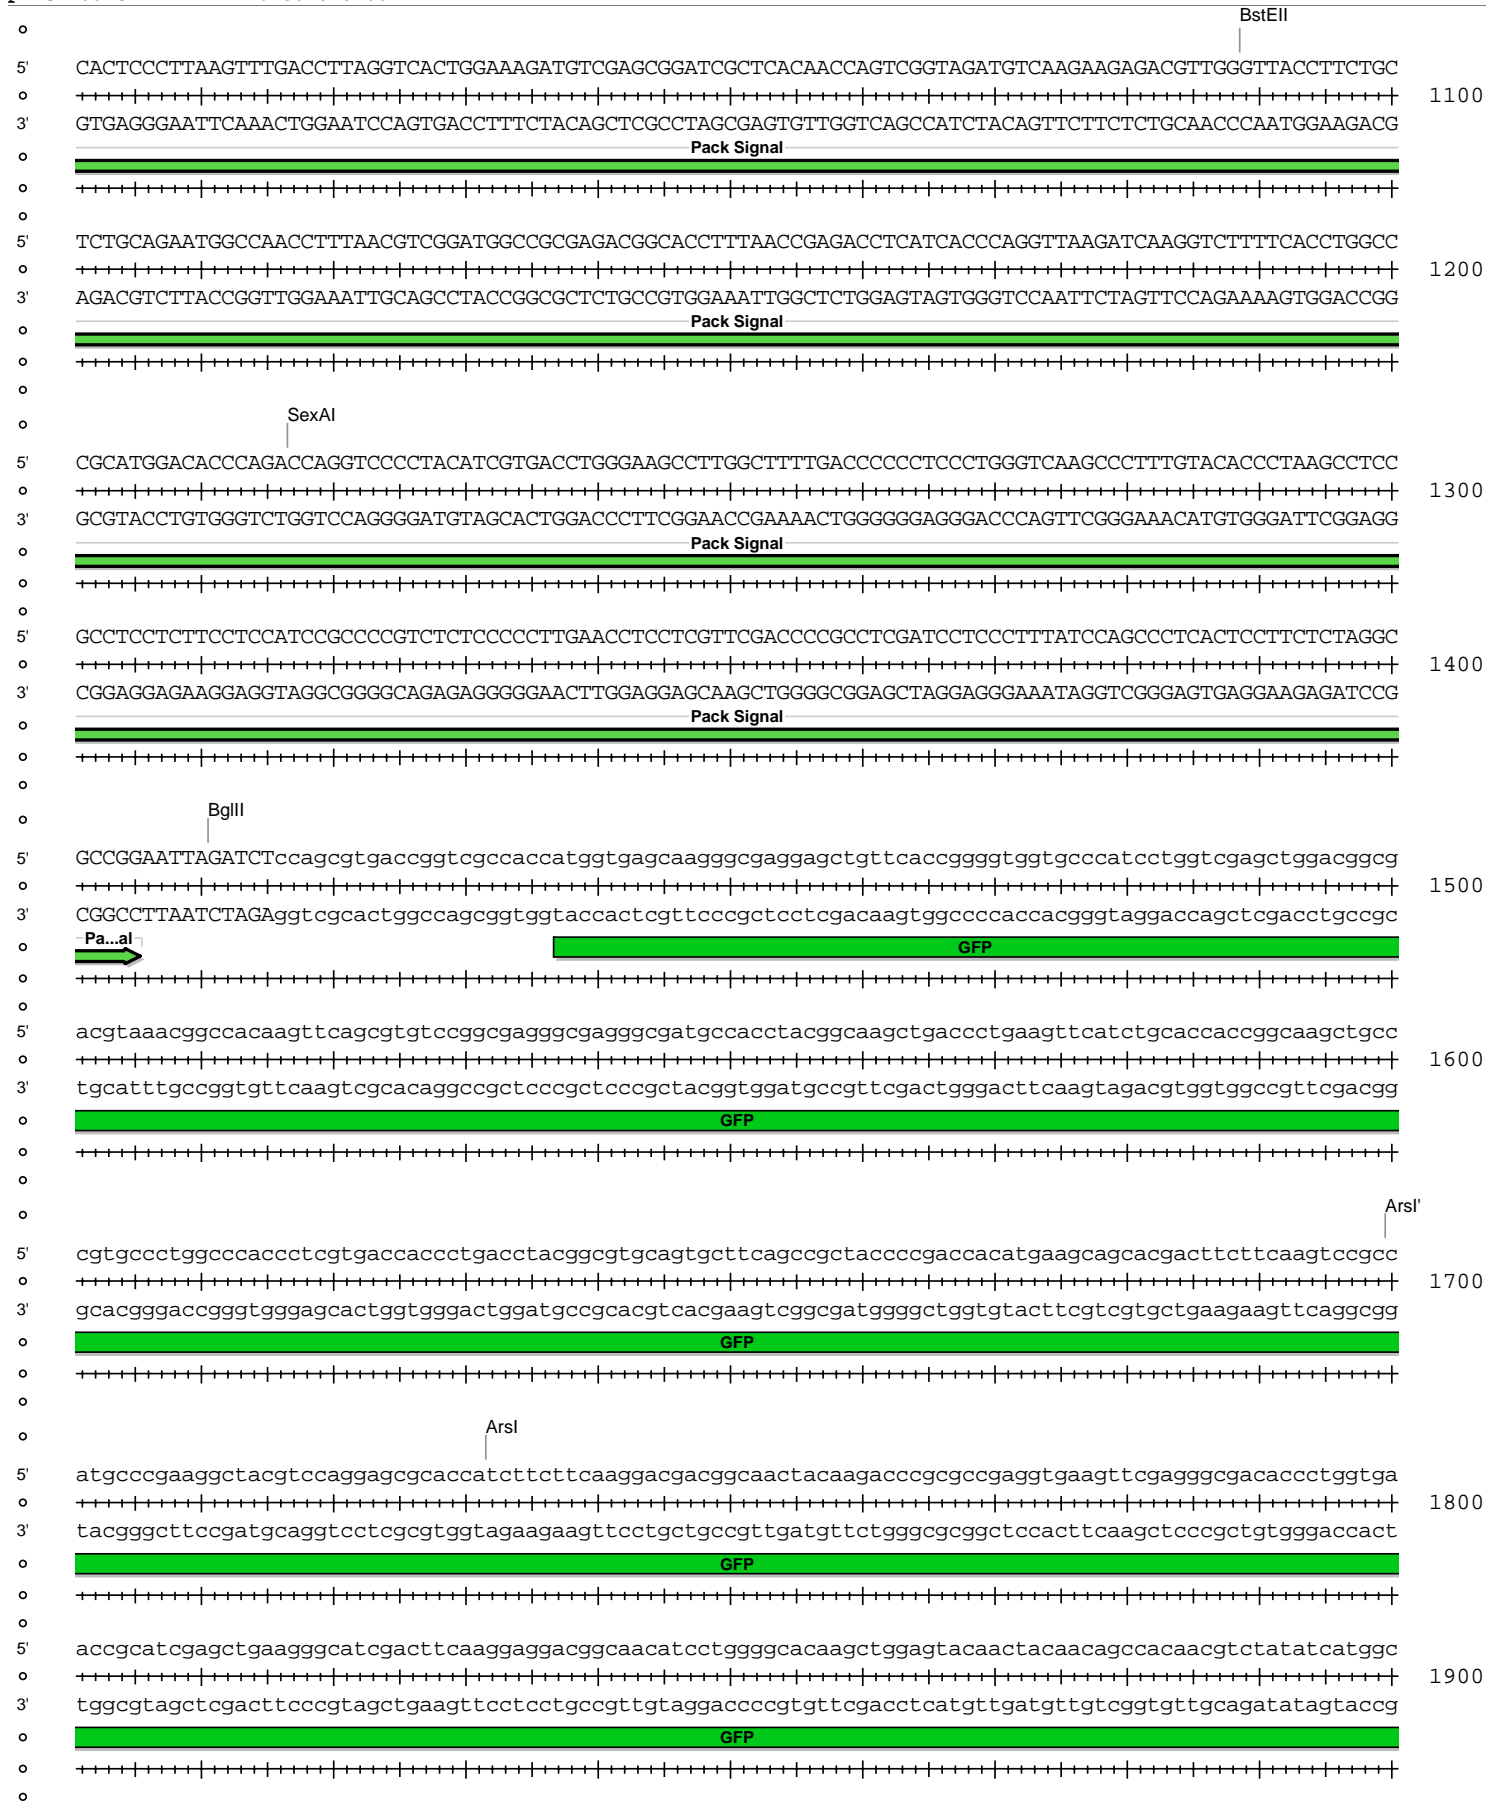 BstEII
5' CACTCCCTTAAGTTTGACCTTAGGTCACTGGAAAGATGTCGAGCGGATCGCTCACAACCAGTCGGTAGATGTCAAGAAGAGACGTTGGGTTACCTTCTGC
1100
3' GTGAGGGAATTCAAACTGGAATCCAGTGACCTTTCTACAGCTCGCCTAGCGAGTGTTGGTCAGCCATCTACAGTTCTTCTCTGCAACCCAATGGAAGACG
Pack Signal
5' TCTGCAGAATGGCCAACCTTTAACGTCGGATGGCCGCGAGACGGCACCTTTAACCGAGACCTCATCACCCAGGTTAAGATCAAGGTCTTTTCACCTGGCC
1200
3' AGACGTCTTACCGGTTGGAAATTGCAGCCTACCGGCGCTCTGCCGTGGAAATTGGCTCTGGAGTAGTGGGTCCAATTCTAGTTCCAGAAAAGTGGACCGG
Pack Signal
SexAI
5' CGCATGGACACCCAGACCAGGTCCCCTACATCGTGACCTGGGAAGCCTTGGCTTTTGACCCCCCTCCCTGGGTCAAGCCCTTTGTACACCCTAAGCCTCC
1300
3' GCGTACCTGTGGGTCTGGTCCAGGGGATGTAGCACTGGACCCTTCGGAACCGAAAACTGGGGGGAGGGACCCAGTTCGGGAAACATGTGGGATTCGGAGG
Pack Signal
5' GCCTCCTCTTCCTCCATCCGCCCCGTCTCTCCCCCTTGAACCTCCTCGTTCGACCCCGCCTCGATCCTCCCTTTATCCAGCCCTCACTCCTTCTCTAGGC
1400
3' CGGAGGAGAAGGAGGTAGGCGGGGCAGAGAGGGGGAACTTGGAGGAGCAAGCTGGGGCGGAGCTAGGAGGGAAATAGGTCGGGAGTGAGGAAGAGATCCG
Pack Signal
BglII
5' GCCGGAATTAGATCTccagcgtgaccggtcgccaccatggtgagcaagggcgaggagctgttcaccggggtggtgcccatcctggtcgagctggacggcg
1500
3' CGGCCTTAATCTAGAggtcgcactggccagcggtggtaccactcgttcccgctcctcgacaagtggccccaccacgggtaggaccagctcgacctgccgc
Pa...al
GFP
5' acgtaaacggccacaagttcagcgtgtccggcgagggcgagggcgatgccacctacggcaagctgaccctgaagttcatctgcaccaccggcaagctgcc
1600
3' tgcatttgccggtgttcaagtcgcacaggccgctcccgctcccgctacggtggatgccgttcgactgggacttcaagtagacgtggtggccgttcgacgg
GFP
ArsI'
5' cgtgccctggcccaccctcgtgaccaccctgacctacggcgtgcagtgcttcagccgctaccccgaccacatgaagcagcacgacttcttcaagtccgcc
1700
3' gcacgggaccgggtgggagcactggtgggactggatgccgcacgtcacgaagtcggcgatggggctggtgtacttcgtcgtgctgaagaagttcaggcgg
GFP
ArsI
5' atgcccgaaggctacgtccaggagcgcaccatcttcttcaaggacgacggcaactacaagacccgcgccgaggtgaagttcgagggcgacaccctggtga
1800
3' tacgggcttccgatgcaggtcctcgcgtggtagaagaagttcctgctgccgttgatgttctgggcgcggctccacttcaagctcccgctgtgggaccact
GFP
5' accgcatcgagctgaagggcatcgacttcaaggaggacggcaacatcctggggcacaagctggagtacaactacaacagccacaacgtctatatcatggc
1900
3' tggcgtagctcgacttcccgtagctgaagttcctcctgccgttgtaggaccccgtgttcgacctcatgttgatgttgtcggtgttgcagatatagtaccg
GFP